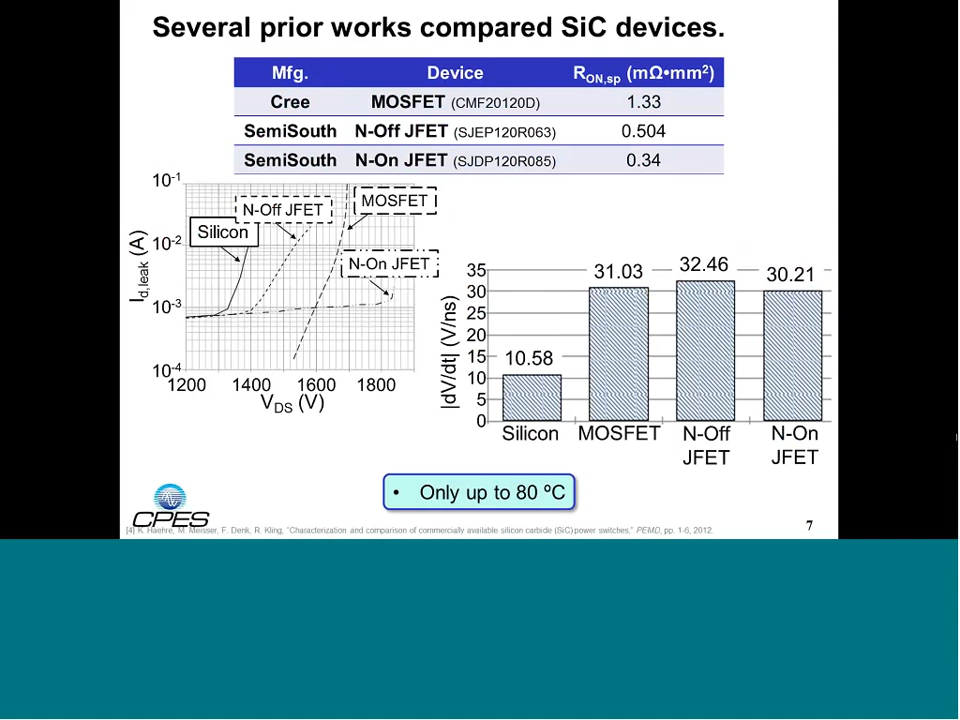 Several prior works compared SiC devices.
Mfg. Device RON,sp (mΩ•mm²)
Cree MOSFET (CMF20120D) 1.33
SemiSouth N-Off JFET (SJEP120R063) 0.504
SemiSouth N-On JFET (SJDP120R085) 0.34
Id,leak (A)
10-1
10-2
10-3
10-4
Silicon
N-Off JFET
MOSFET
N-On JFET
1200 1400 1600 1800
VDS (V)
|dV/dt| (V/ns)
35
30
25
20
15
10
5
0
10.58
31.03
32.46
30.21
Silicon
MOSFET
N-Off
JFET
N-On
JFET
• Only up to 80 ºC
CPES
[4] K. Haehre, M. Meisser, F. Denk, R. Kling, "Characterization and comparison of commercially available silicon carbide (SiC) power switches," PEMD, pp. 1-6, 2012.
7